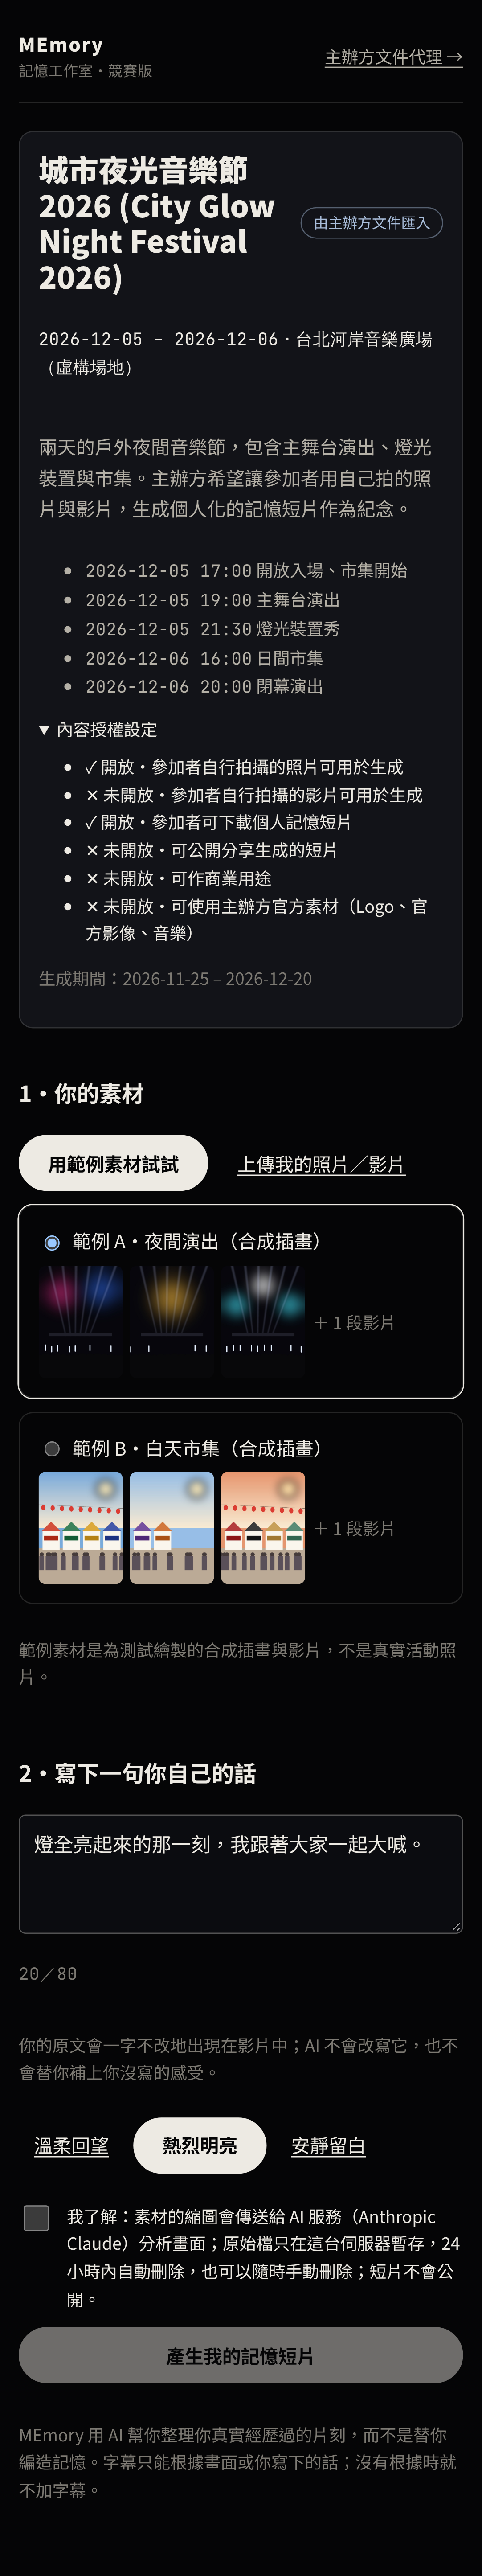 MEmory
記憶工作室・競賽版
主辦方文件代理 →
城市夜光音樂節
2026 (City Glow
Night Festival
2026)
由主辦方文件匯入
2026-12-05 – 2026-12-06・台北河岸音樂廣場
（虛構場地）
兩天的戶外夜間音樂節，包含主舞台演出、燈光
裝置與市集。主辦方希望讓參加者用自己拍的照
片與影片，生成個人化的記憶短片作為紀念。
• 2026-12-05 17:00 開放入場、市集開始
• 2026-12-05 19:00 主舞台演出
• 2026-12-05 21:30 燈光裝置秀
• 2026-12-06 16:00 日間市集
• 2026-12-06 20:00 閉幕演出
▼ 內容授權設定
• ✓ 開放・參加者自行拍攝的照片可用於生成
• ✕ 未開放・參加者自行拍攝的影片可用於生成
• ✓ 開放・參加者可下載個人記憶短片
• ✕ 未開放・可公開分享生成的短片
• ✕ 未開放・可作商業用途
• ✕ 未開放・可使用主辦方官方素材（Logo、官
方影像、音樂）
生成期間：2026-11-25 – 2026-12-20
1・你的素材
用範例素材試試
上傳我的照片／影片
範例 A・夜間演出（合成插畫）
＋ 1 段影片
範例 B・白天市集（合成插畫）
＋ 1 段影片
範例素材是為測試繪製的合成插畫與影片，不是真實活動照
片。
2・寫下一句你自己的話
燈全亮起來的那一刻，我跟著大家一起大喊。
20／80
你的原文會一字不改地出現在影片中；AI 不會改寫它，也不
會替你補上你沒寫的感受。
溫柔回望
熱烈明亮
安靜留白
我了解：素材的縮圖會傳送給 AI 服務（Anthropic
Claude）分析畫面；原始檔只在這台伺服器暫存，24
小時內自動刪除，也可以隨時手動刪除；短片不會公
開。
產生我的記憶短片
MEmory 用 AI 幫你整理你真實經歷過的片刻，而不是替你
編造記憶。字幕只能根據畫面或你寫下的話；沒有根據時就
不加字幕。